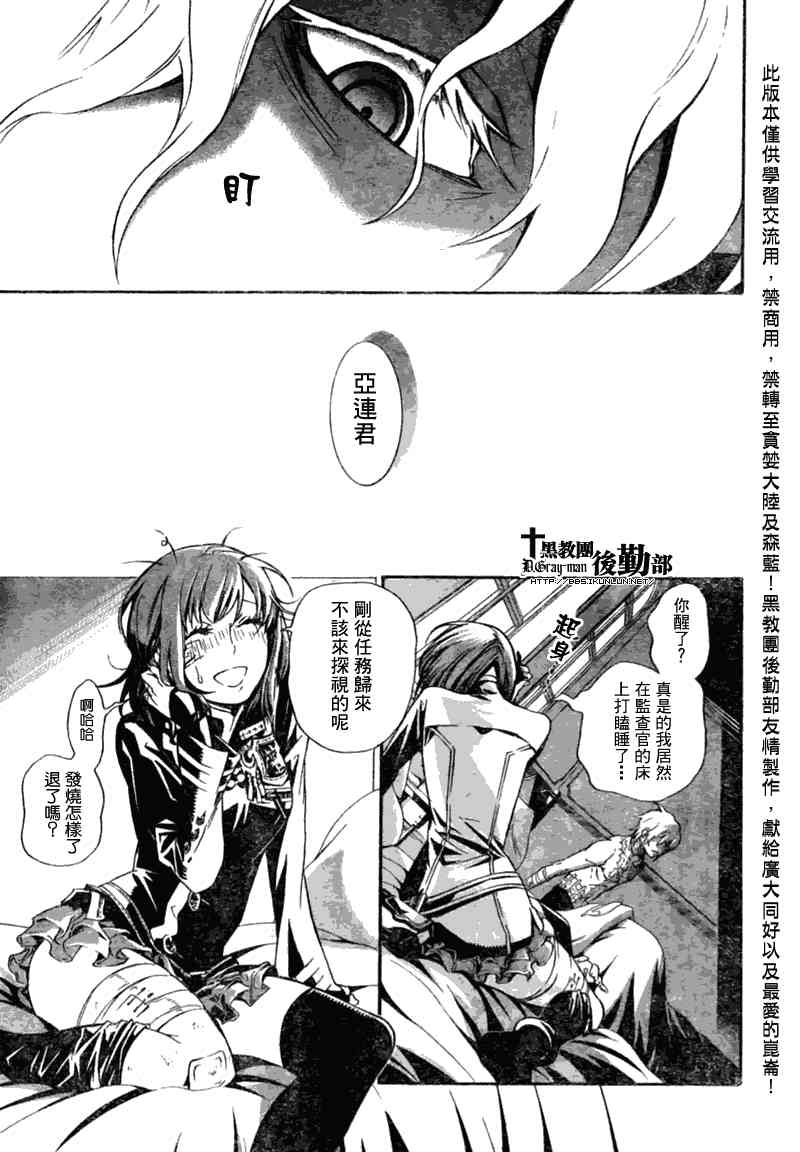 盯
亞連君
你醒了?
真是的我居然
在監查官的床
上打瞌睡了…
起身
剛從任務歸來
不該來探視的呢
啊哈哈
發燒怎樣了
退了嗎?
黑教團
D.Gray-man
後勤部
HTTP://BBS.IKUNLUN.NET/
此版本僅供學習交流用，禁商用，禁轉至貪婪大陸及森藍！黑教團後勤部友情製作，獻給廣大同好以及最愛的崑崙！